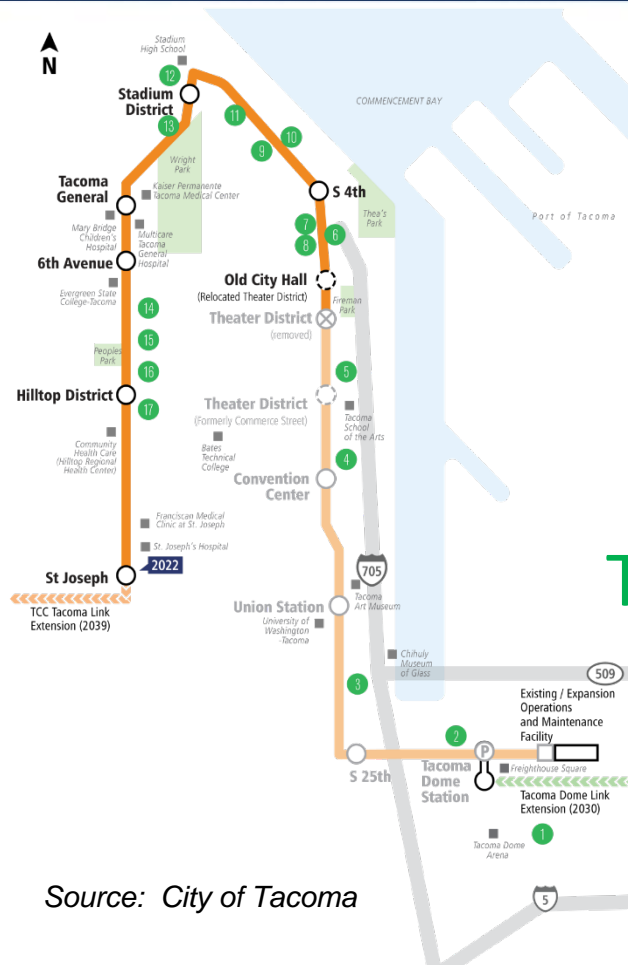 N
Stadium
High School
12
Stadium
District
13
11
10
9
COMMENCEMENT BAY
Wright
Park
Tacoma
General
Kaiser Permanente
Tacoma Medical Center
Mary Bridge
Children's
Hospital
Multicare
Tacoma
General
Hospital
S 4th
Thea's
Park
Port of Tacoma
7
6
8
6th Avenue
Evergreen State
College-Tacoma
Old City Hall
(Relocated Theater District)
Fireman
Park
Theater District
(removed)
14
15
Peoples
Park
16
5
Hilltop District
17
Theater District
(Formerly Commerce Street)
Tacoma
School
of the Arts
Community
Health Care
(Hilltop Regional
Health Center)
Bates
Technical
College
4
Convention
Center
Franciscan Medical
Clinic at St. Joseph
St. Joseph's Hospital
St Joseph
2022
705
T
TCC Tacoma Link
Extension (2039)
Tacoma
Art Museum
Union Station
University of
Washington
-Tacoma
Chihuly
Museum
of Glass
509
3
Existing / Expansion
Operations
and Maintenance
Facility
2
P
S 25th
Tacoma
Dome
Station
Freighthouse Square
Tacoma Dome Link
Extension (2030)
1
Tacoma Dome
Arena
5
Source: City of Tacoma